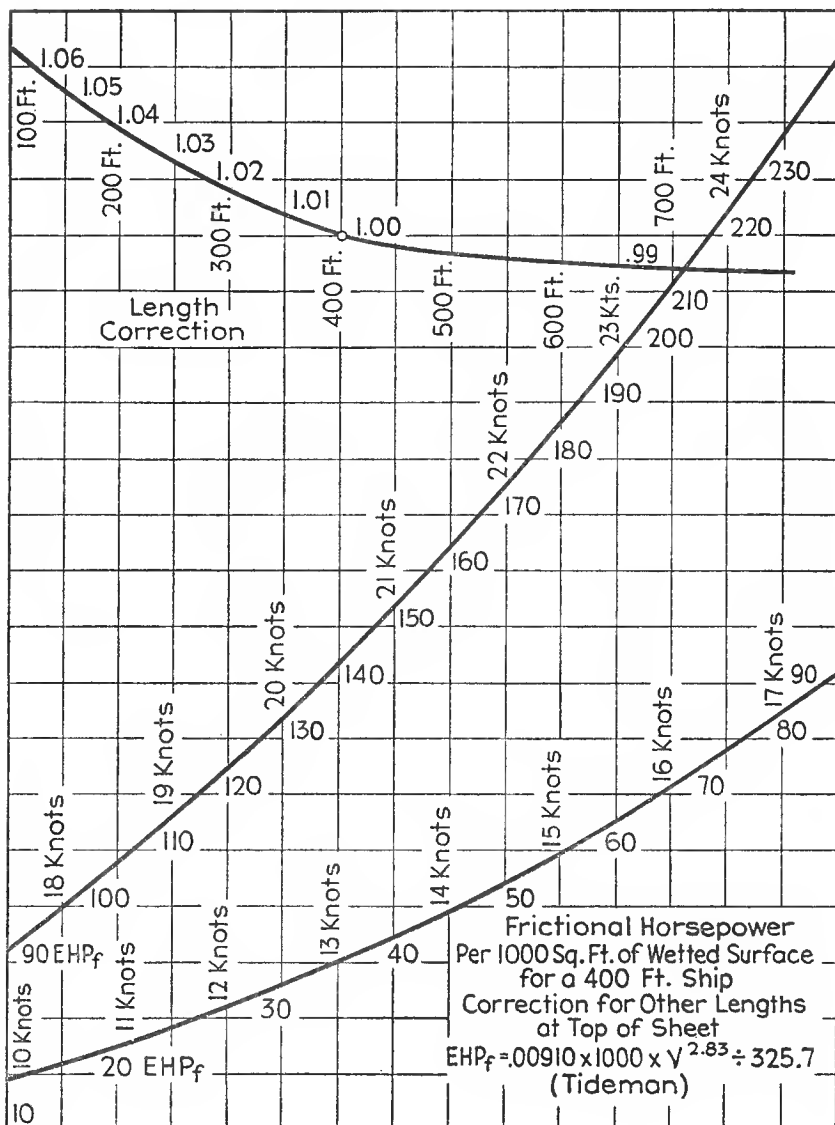 1.06
1.05
1.04
1.03
1.02
1.01
1.00
.99
100 Ft.
200 Ft.
300 Ft.
400 Ft.
500 Ft.
600 Ft.
700 Ft.
Length
Correction
24 Knots
23 Kts.
22 Knots
21 Knots
20 Knots
19 Knots
18 Knots
230
220
210
200
190
180
170
160
150
140
130
120
110
100
90 EHPf
17 Knots
16 Knots
15 Knots
14 Knots
13 Knots
12 Knots
11 Knots
10 Knots
90
80
70
60
50
40
30
20 EHPf
10
Frictional Horsepower
Per 1000 Sq. Ft. of Wetted Surface
for a 400 Ft. Ship
Correction for Other Lengths
at Top of Sheet
EHPf=.00910 x 1000 x V^2.83 ÷ 325.7
(Tideman)